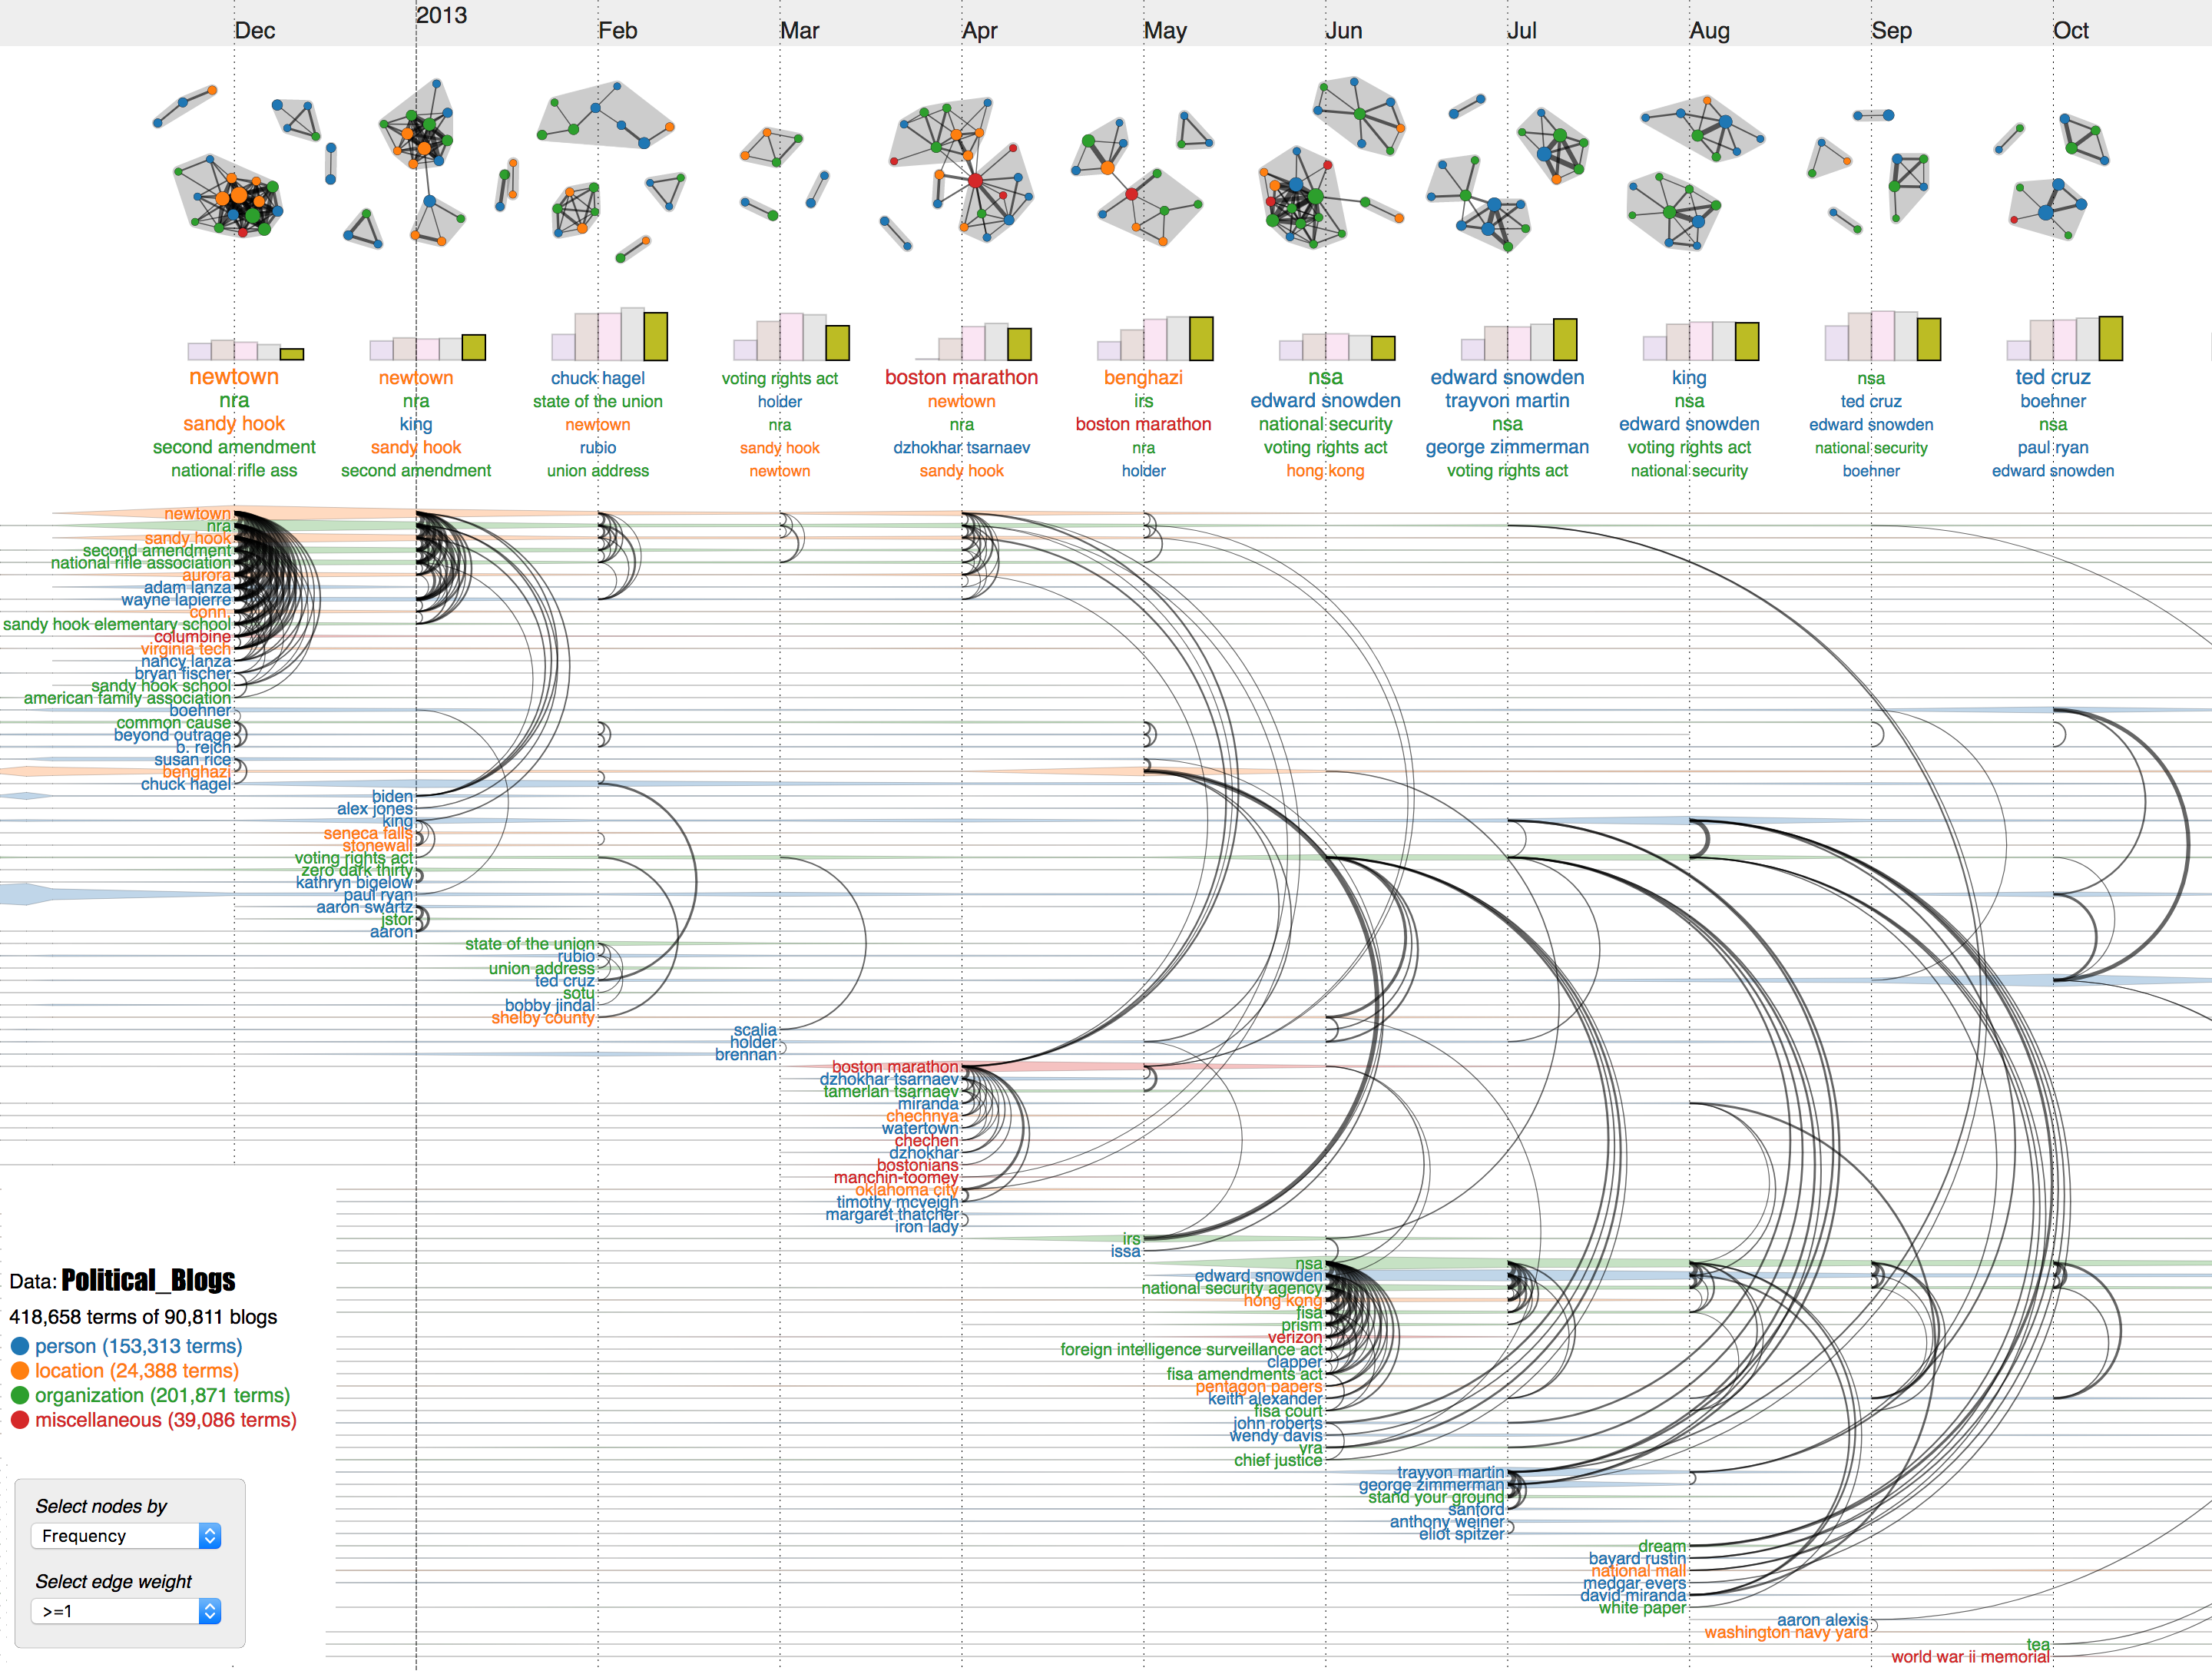 2013
Dec
Feb
Mar
Apr
May
Jun
Jul
Aug
Sep
Oct
newtown
nra
sandy hook
second amendment
national rifle ass
newtown
nra
king
sandy hook
second amendment
chuck hagel
state of the union
newtown
rubio
union address
voting rights act
holder
nra
sandy hook
newtown
boston marathon
newtown
nra
dzhokhar tsarnaev
sandy hook
benghazi
irs
boston marathon
nra
holder
nsa
edward snowden
national security
voting rights act
hong kong
edward snowden
trayvon martin
nsa
george zimmerman
voting rights act
king
nsa
edward snowden
voting rights act
national security
nsa
ted cruz
edward snowden
national security
boehner
ted cruz
boehner
nsa
paul ryan
edward snowden
newtown
nra
sandy hook
second amendment
national rifle association
aurora
adam lanza
wayne lapierre
conn.
sandy hook elementary school
columbine
virginia tech
nancy lanza
bryan fischer
sandy hook school
american family association
boehner
common cause
beyond outrage
b. reich
susan rice
benghazi
chuck hagel
biden
alex jones
king
seneca falls
stonewall
voting rights act
zero dark thirty
kathryn bigelow
paul ryan
aaron swartz
jstor
aaron
state of the union
rubio
union address
ted cruz
sotu
bobby jindal
shelby county
scalia
holder
brennan
boston marathon
dzhokhar tsarnaev
tamerlan tsarnaev
miranda
chechnya
watertown
chechen
dzhokhar
bostonians
manchin-toomey
oklahoma city
timothy mcveigh
margaret thatcher
iron lady
irs
issa
nsa
edward snowden
national security agency
hong kong
fisa
prism
verizon
foreign intelligence surveillance act
clapper
fisa amendments act
pentagon papers
keith alexander
fisa court
john roberts
wendy davis
vra
chief justice
trayvon martin
george zimmerman
stand your ground
sanford
anthony weiner
eliot spitzer
dream
bayard rustin
national mall
medgar evers
david miranda
white paper
aaron alexis
washington navy yard
tea
world war ii memorial
Data: Political_Blogs
418,658 terms of 90,811 blogs
person (153,313 terms)
location (24,388 terms)
organization (201,871 terms)
miscellaneous (39,086 terms)
Select nodes by
Frequency
Select edge weight
>=1